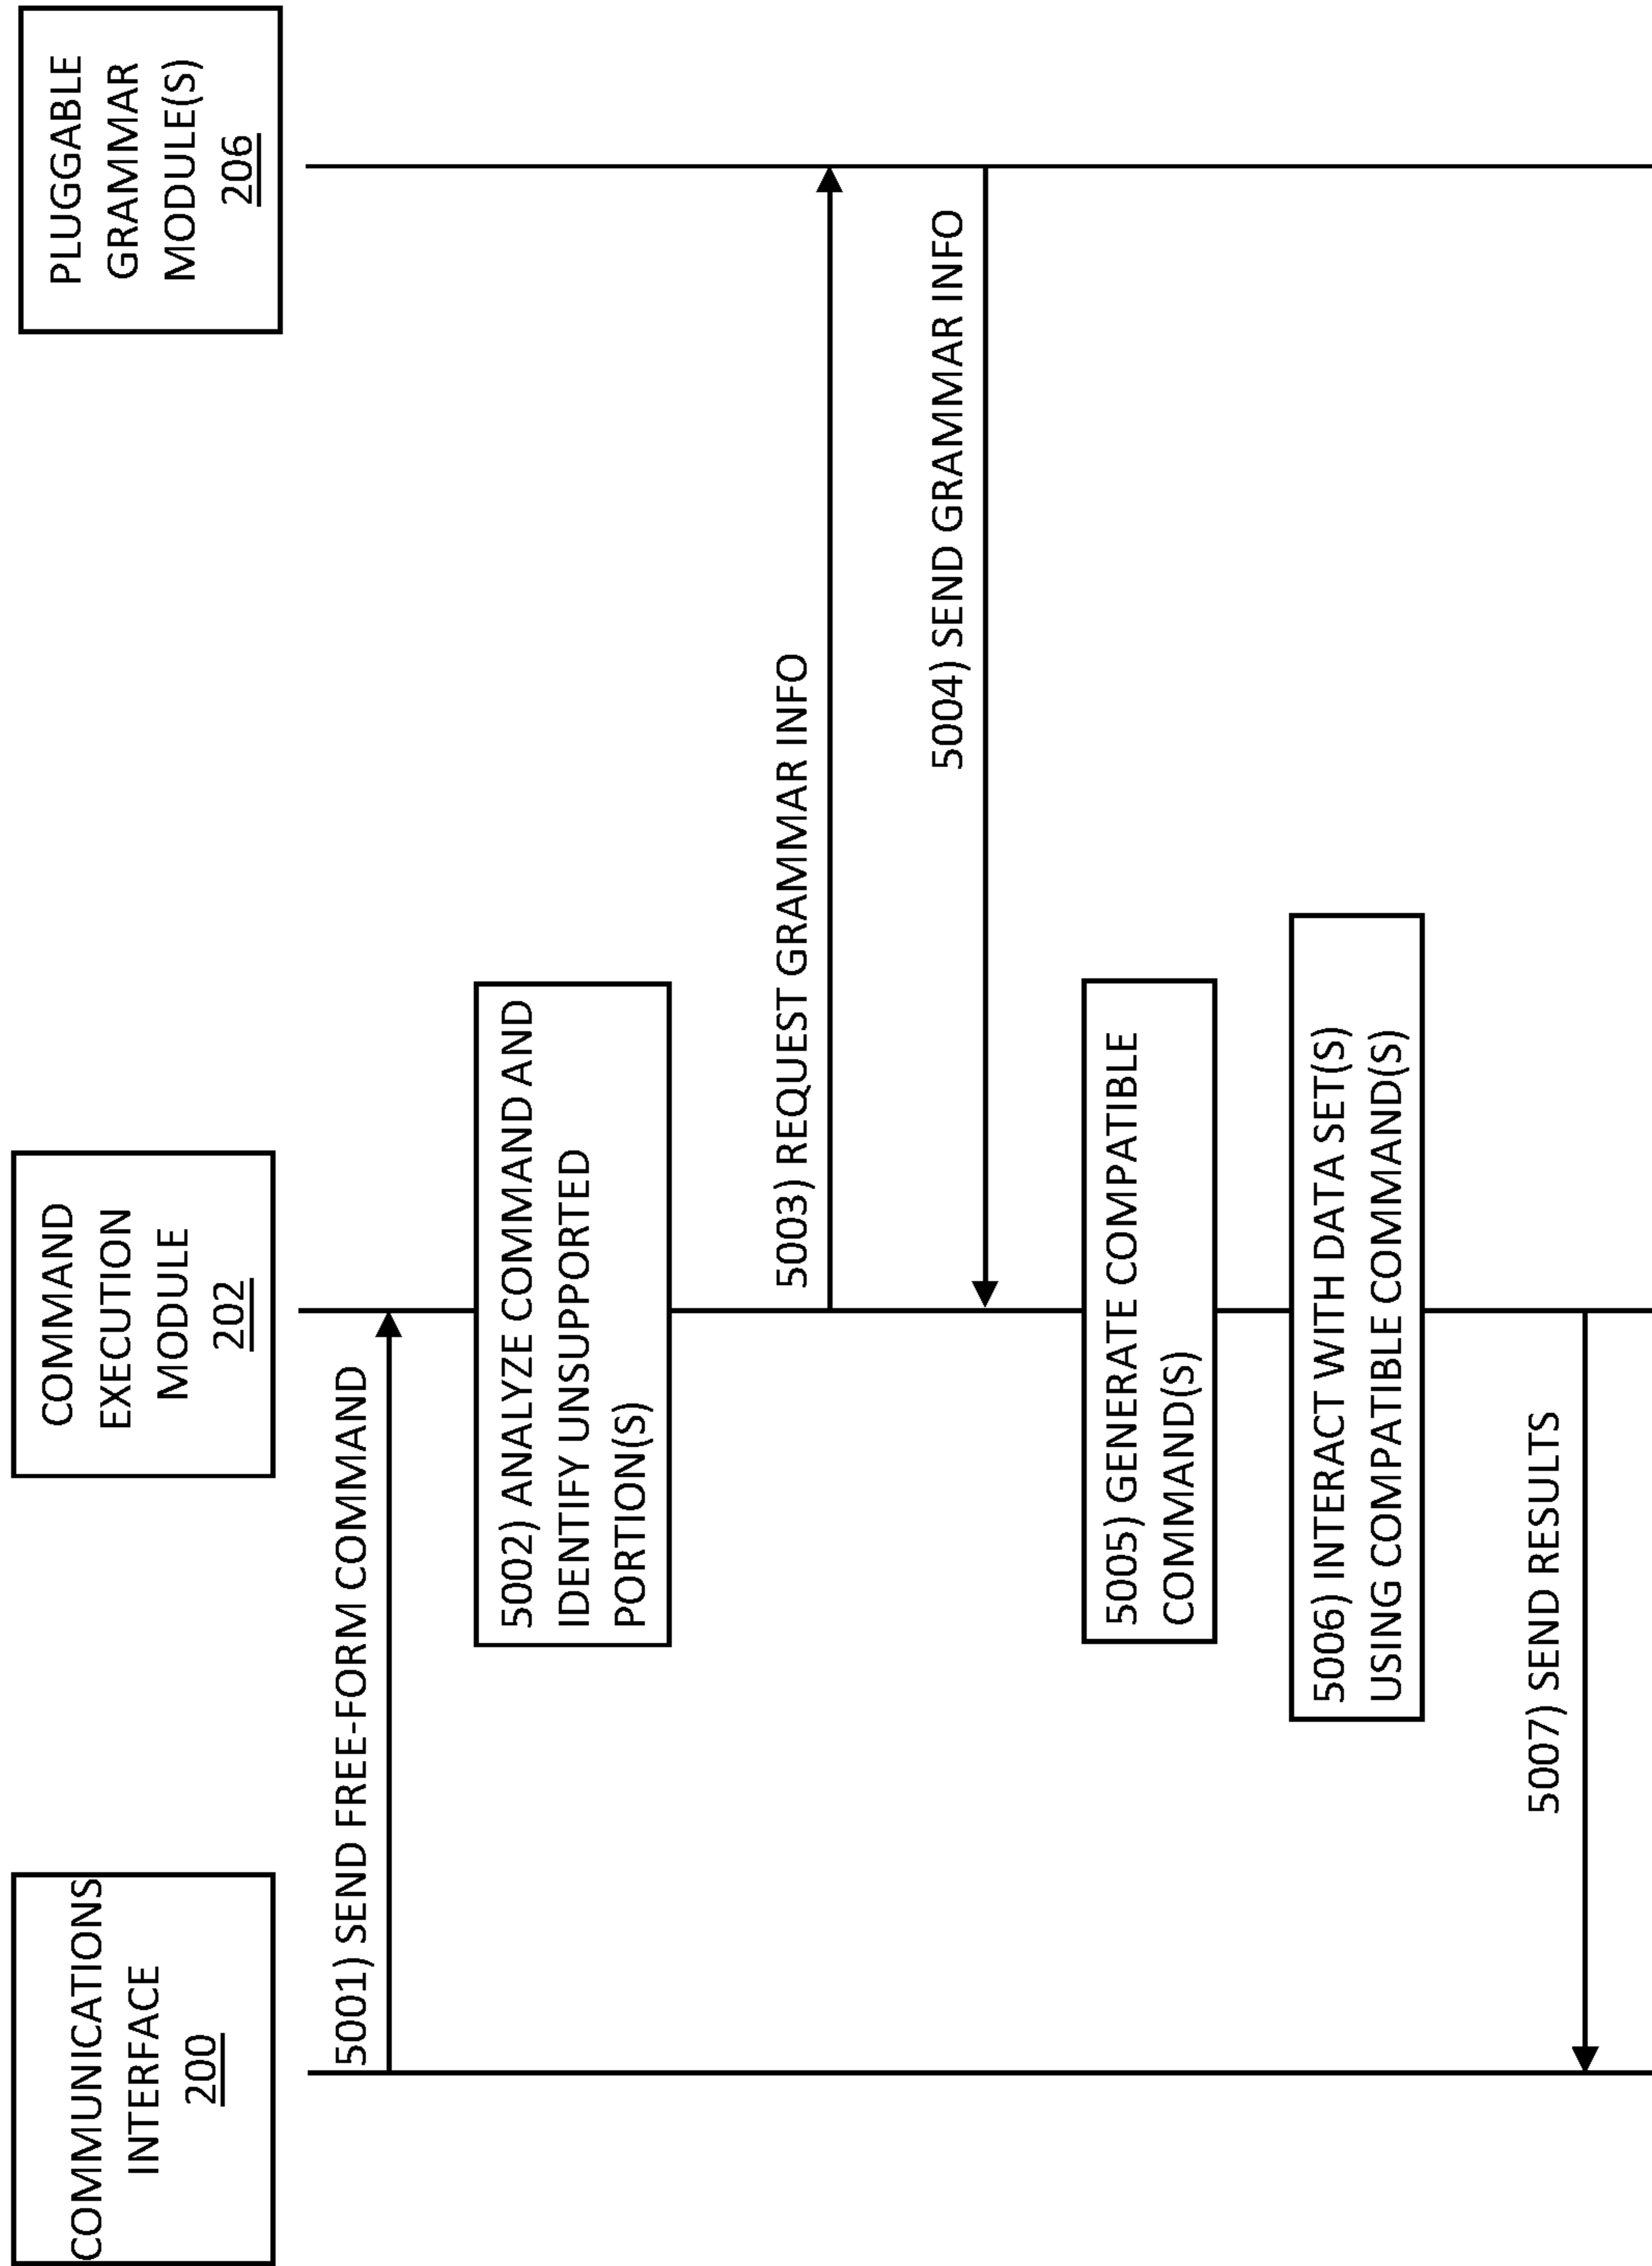 COMMUNICATIONS
INTERFACE
200
COMMAND
EXECUTION
MODULE
202
PLUGGABLE
GRAMMAR
MODULE(S)
206
5001) SEND FREE-FORM COMMAND
5002) ANALYZE COMMAND AND
IDENTIFY UNSUPPORTED
PORTION(S)
5003) REQUEST GRAMMAR INFO
5004) SEND GRAMMAR INFO
5005) GENERATE COMPATIBLE
COMMAND(S)
5006) INTERACT WITH DATA SET(S)
USING COMPATIBLE COMMAND(S)
5007) SEND RESULTS